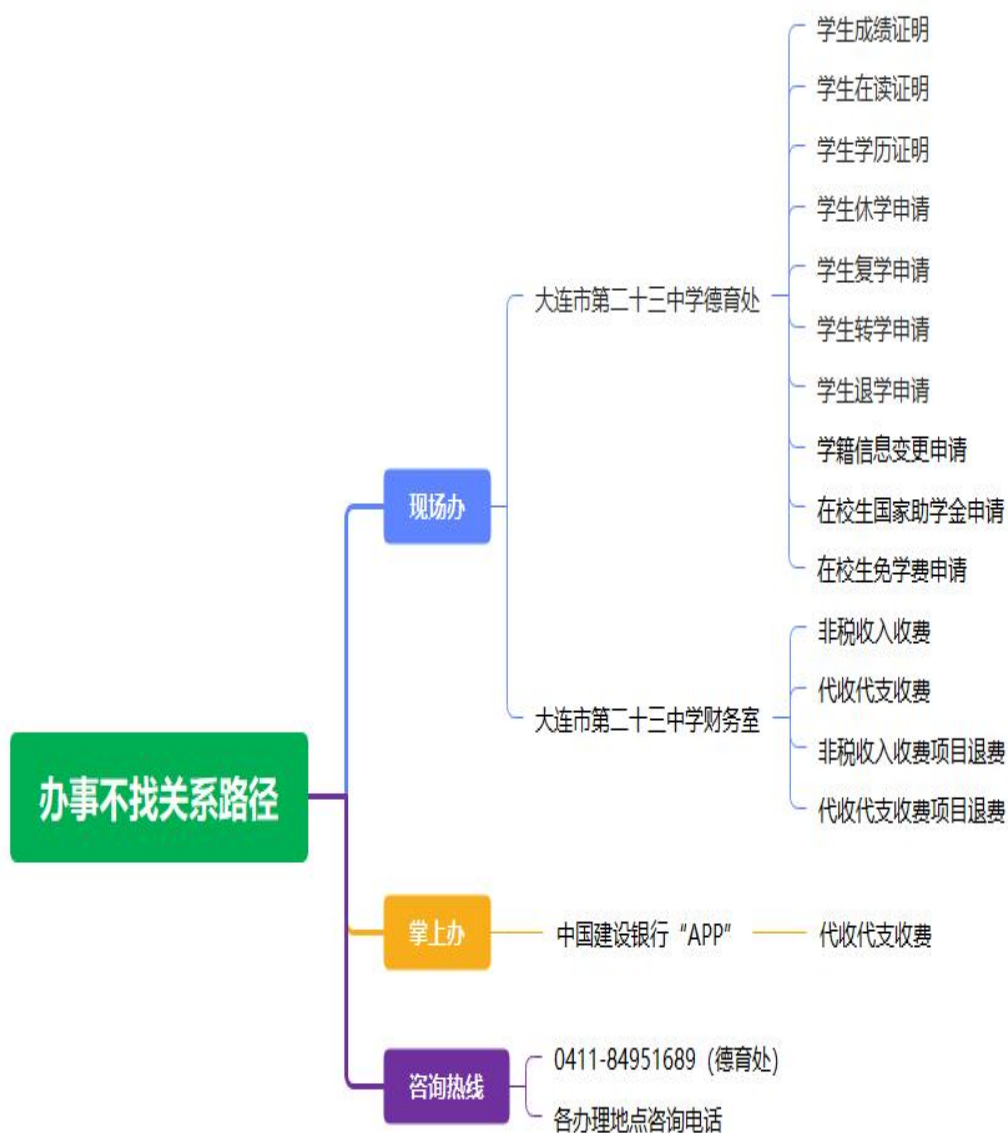 办事不找关系路径
现场办
大连市第二十三中学德育处
学生成绩证明
学生在读证明
学生学历证明
学生休学申请
学生复学申请
学生转学申请
学生退学申请
学籍信息变更申请
在校生国家助学金申请
在校生免学费申请
大连市第二十三中学财务室
非税收入收费
代收代支收费
非税收入收费项目退费
代收代支收费项目退费
掌上办
中国建设银行“APP”
代收代支收费
咨询热线
0411-84951689 (德育处)
各办理地点咨询电话